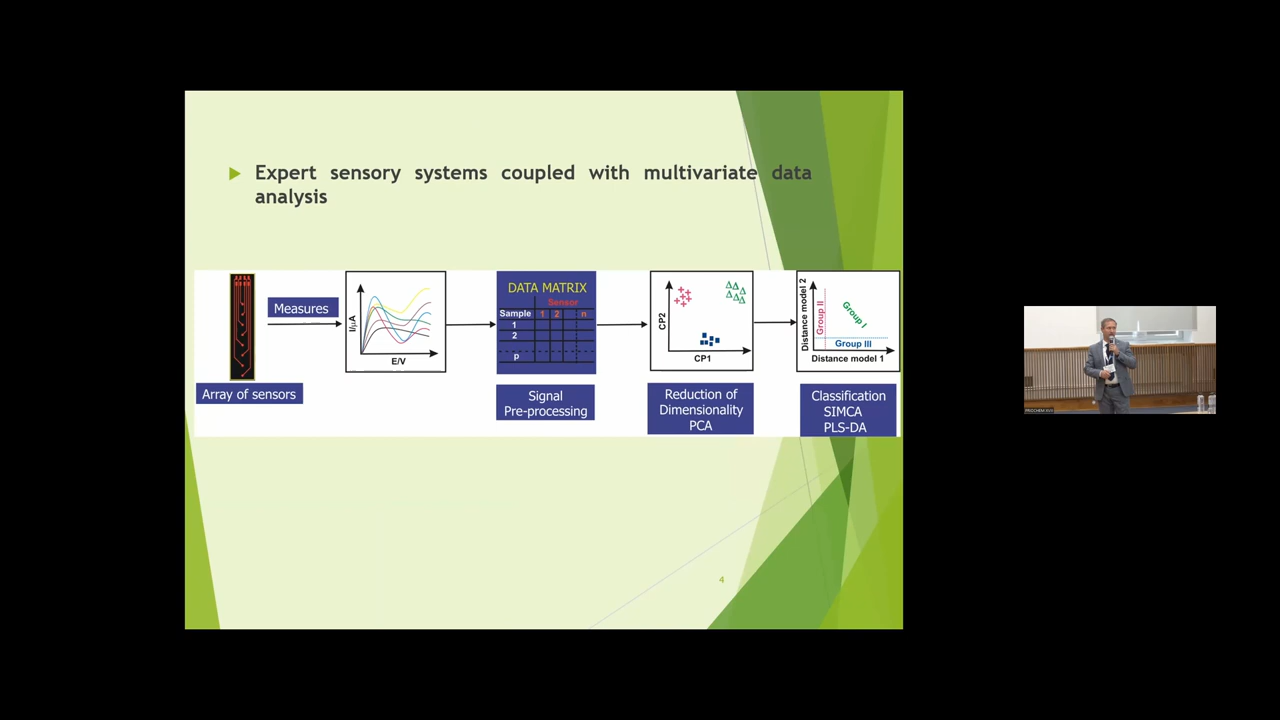 Expert sensory systems coupled with multivariate data
analysis
Measures
Array of sensors
I/µA
E/V
DATA MATRIX
Sensor
Sample 1 2 n
1
2
p
Signal
Pre-processing
CP2
CP1
Reduction of
Dimensionality
PCA
Distance model 2
Group II
Group I
Group III
Distance model 1
Classification
SIMCA
PLS-DA
4